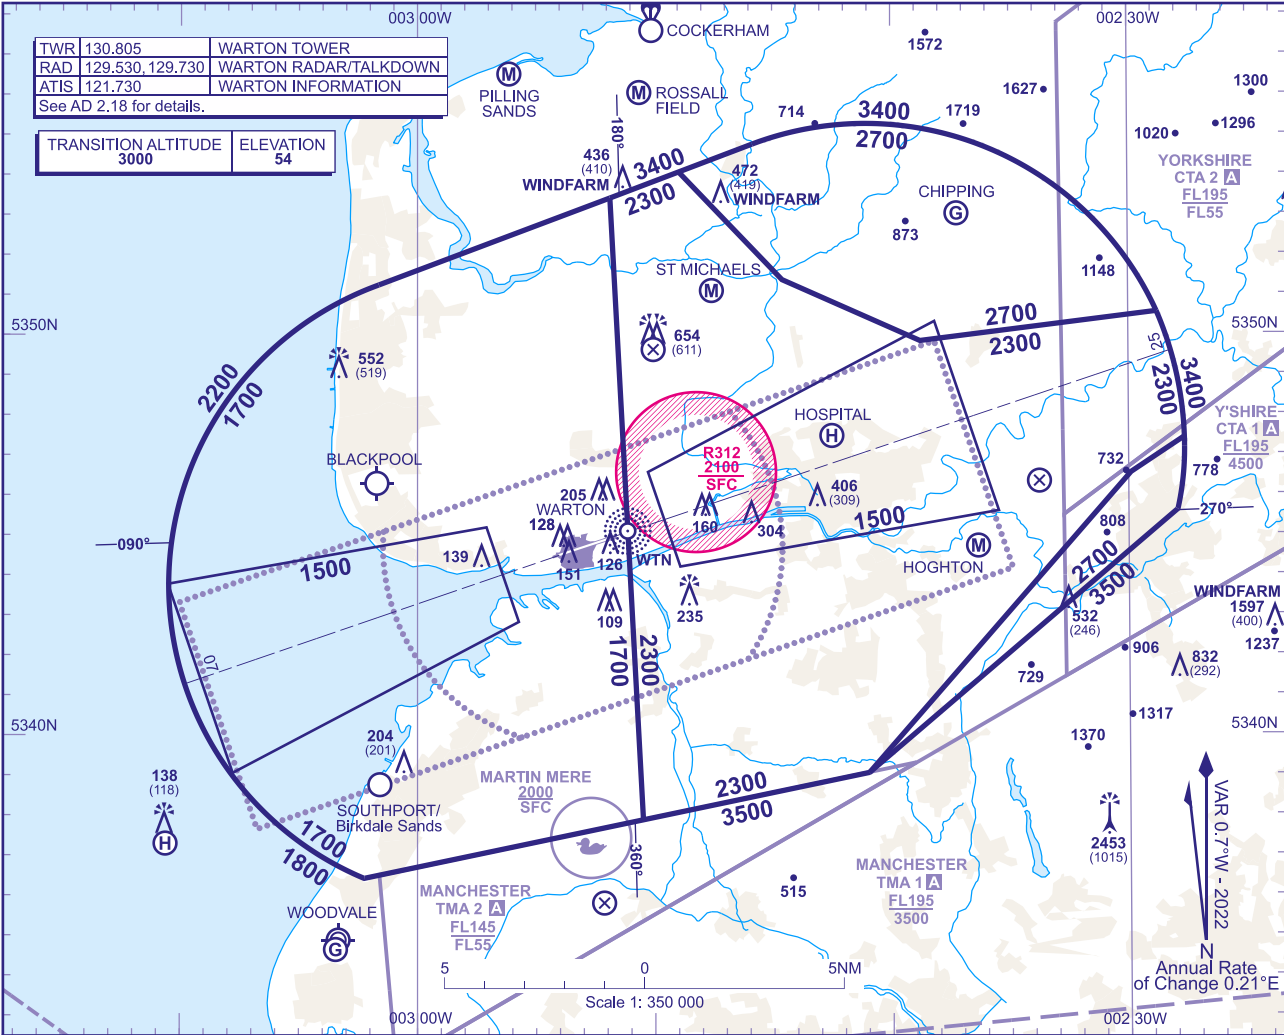 003 00W
002 30W
COCKERHAM
TWR 130.805 WARTON TOWER
RAD 129.530, 129.730 WARTON RADAR/TALKDOWN
ATIS 121.730 WARTON INFORMATION
See AD 2.18 for details.
TRANSITION ALTITUDE
3000
ELEVATION
54
M
PILLING
SANDS
M
ROSSALL
FIELD
1572
1627
1300
1296
1020
714
3400
2700
1719
180°
436
(410)
WINDFARM
3400
2300
472
(419)
WINDFARM
CHIPPING
G
YORKSHIRE
CTA 2 A
FL195
FL55
873
1148
ST MICHAELS
M
5350N
5350N
654
(611)
2700
2300
25
552
(519)
2200
1700
3400
2300
HOSPITAL
H
Y'SHIRE
CTA 1 A
FL195
4500
BLACKPOOL
R312
2100
SFC
732
778
205
WARTON
128
406
(309)
160
304
1500
270°
808
090°
139
151
126
WTN
M
HOGHTON
1500
109
235
2700
3500
532
(246)
WINDFARM
1597
(400)
1237
07
1700
2300
906
832
(292)
729
5340N
5340N
1317
1370
204
(201)
138
(118)
H
MARTIN MERE
2000
SFC
2300
3500
SOUTHPORT/
Birkdale Sands
1700
1800
360°
2453
(1015)
VAR 0.7°W - 2022
MANCHESTER
TMA 2 A
FL145
FL55
MANCHESTER
TMA 1 A
FL195
3500
515
WOODVALE
G
N
Annual Rate
of Change 0.21°E
5 0 5NM
Scale 1: 350 000
003 00W
002 30W